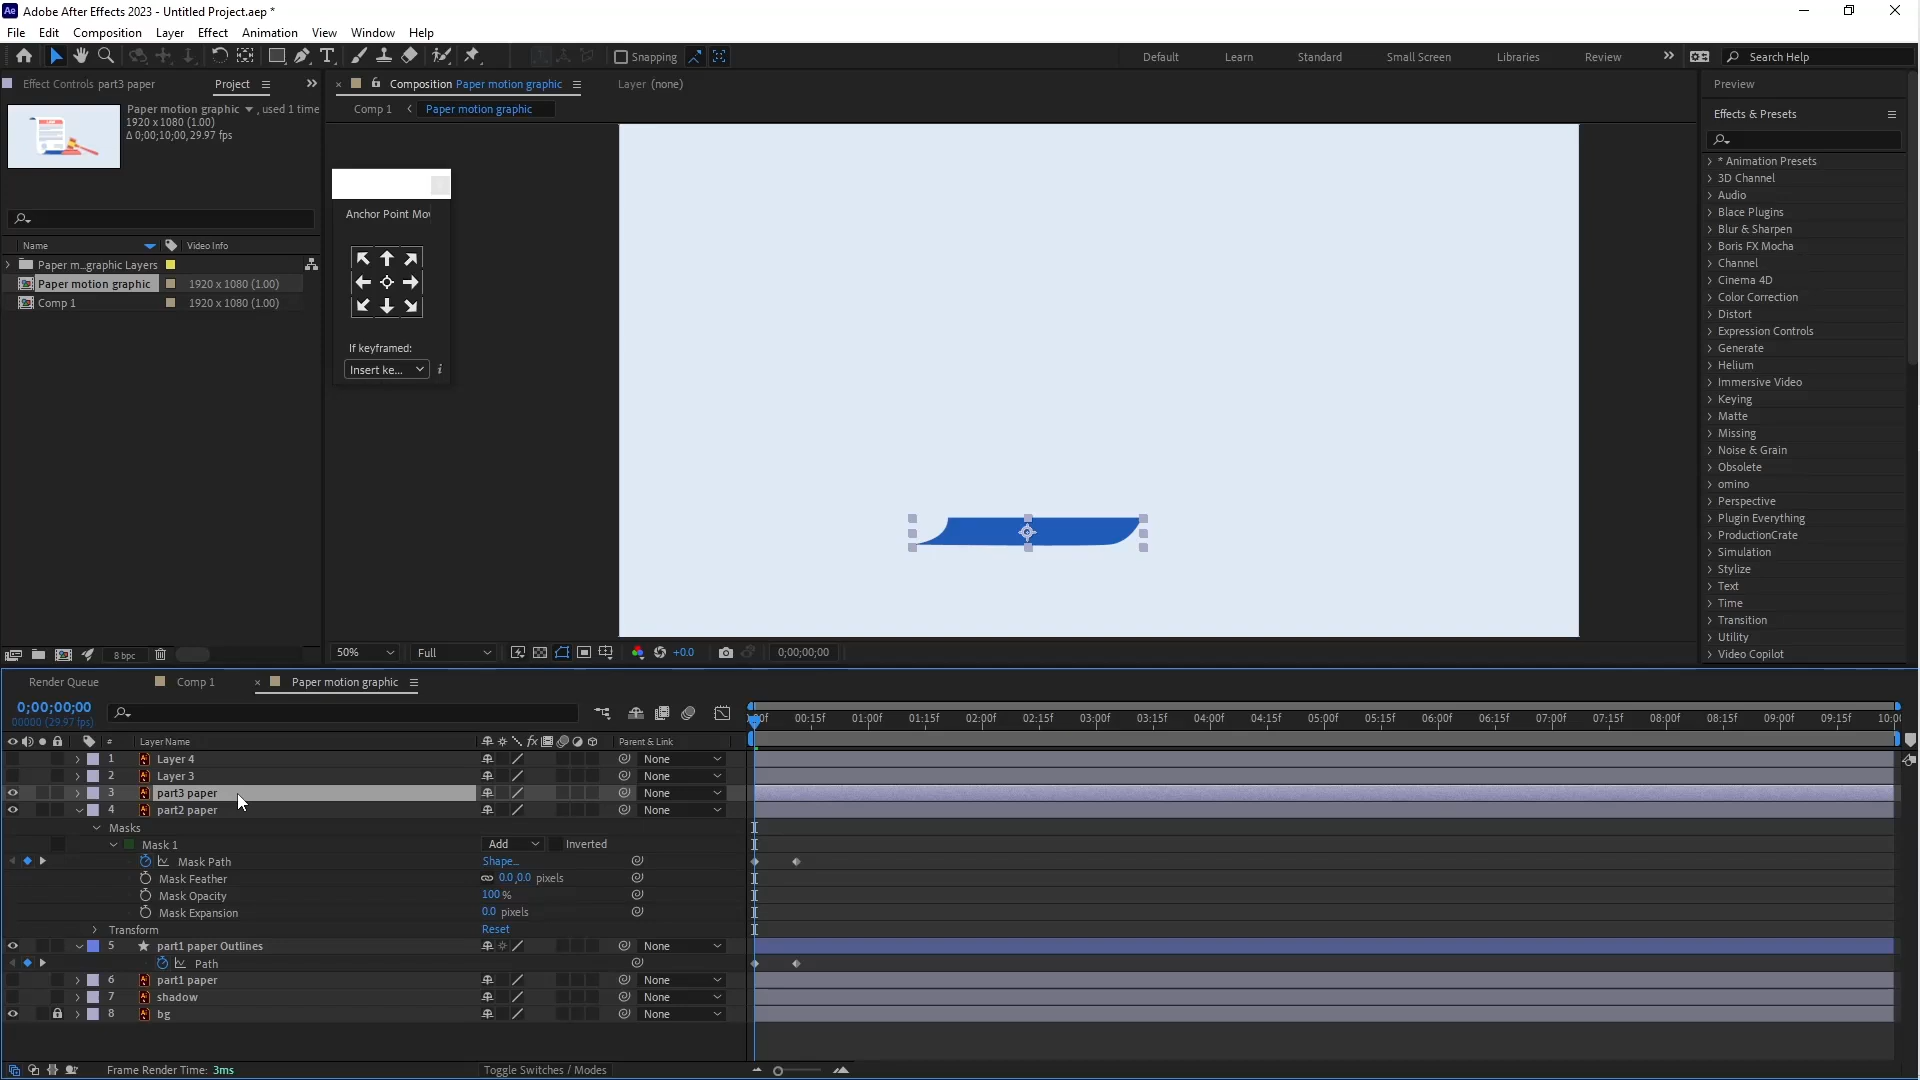 Adobe After Effects 2023 - Untitled Project.aep *
File Edit Composition Layer Effect Animation View Window Help
Snapping
Default Learn Standard Small Screen Libraries Review Search Help
Effect Controls part3 paper Project
Paper motion graphic , used 1 time
1920 x 1080 (1.00)
Δ 0;00;10;00, 29.97 fps
Name Video Info
Paper m_graphic Layers
Paper motion graphic 1920 x 1080 (1.00)
Comp 1 1920 x 1080 (1.00)
8 bpc
Composition Paper motion graphic Layer (none)
Comp 1 Paper motion graphic
Anchor Point Mo
If keyframed:
Insert ke... i
50% Full +0.0 0;00;00;00
Preview
Effects & Presets
* Animation Presets
3D Channel
Audio
Blace Plugins
Blur & Sharpen
Boris FX Mocha
Channel
Cinema 4D
Color Correction
Distort
Expression Controls
Generate
Helium
Immersive Video
Keying
Matte
Missing
Noise & Grain
Obsolete
omino
Perspective
Plugin Everything
ProductionCrate
Simulation
Stylize
Text
Time
Transition
Utility
Video Copilot
Render Queue Comp 1 Paper motion graphic
0;00;00;00
00000 (29.97 fps)
00:15f 01:00f 01:15f 02:00f 02:15f 03:00f 03:15f 04:00f 04:15f 05:00f 05:15f 06:00f 06:15f 07:00f 07:15f 08:00f 08:15f 09:00f 09:15f 10:00
# Layer Name fx Parent & Link
1 Layer 4 None
2 Layer 3 None
3 part3 paper None
4 part2 paper None
Masks
Mask 1 Add Inverted
Mask Path Shape...
Mask Feather 0.0,0.0 pixels
Mask Opacity 100 %
Mask Expansion 0.0 pixels
Transform Reset
5 part1 paper Outlines None
Path
6 part1 paper None
7 shadow None
8 bg None
Frame Render Time: 3ms Toggle Switches / Modes